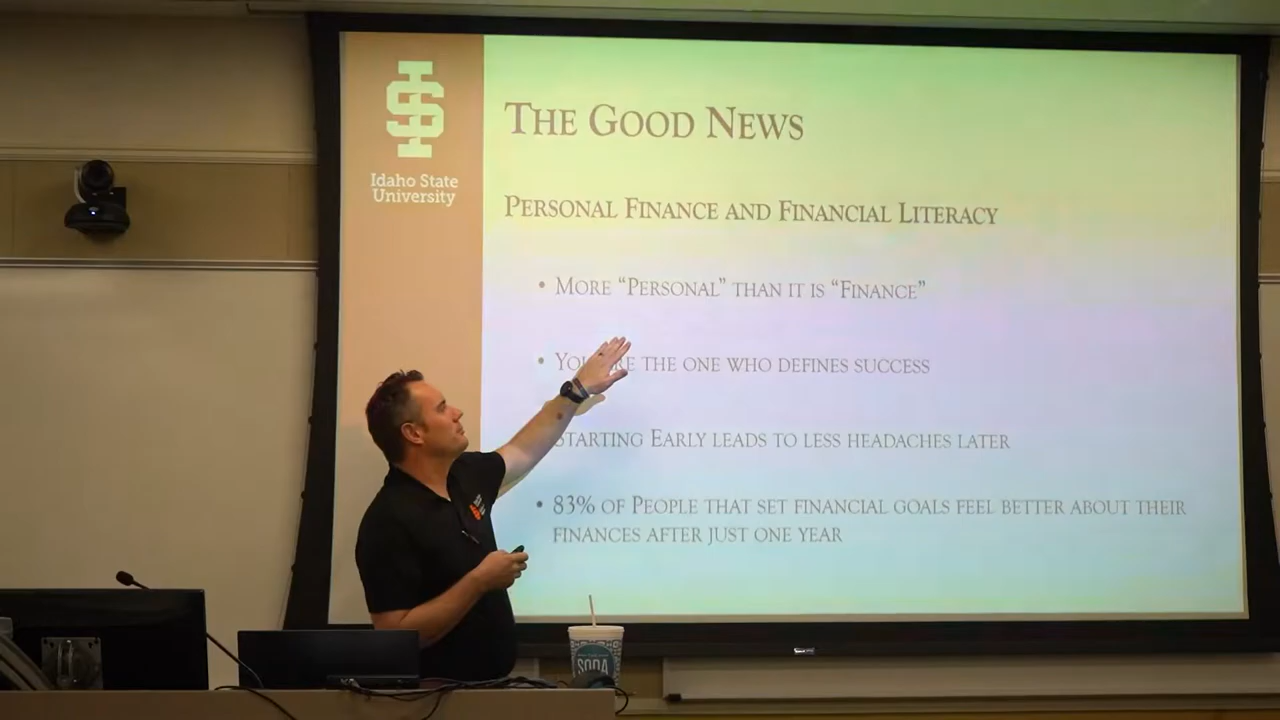 Idaho State
University
THE GOOD NEWS
PERSONAL FINANCE AND FINANCIAL LITERACY
• MORE “PERSONAL” THAN IT IS “FINANCE”
• YOU ARE THE ONE WHO DEFINES SUCCESS
STARTING EARLY LEADS TO LESS HEADACHES LATER
• 83% OF PEOPLE THAT SET FINANCIAL GOALS FEEL BETTER ABOUT THEIR
FINANCES AFTER JUST ONE YEAR
SODA